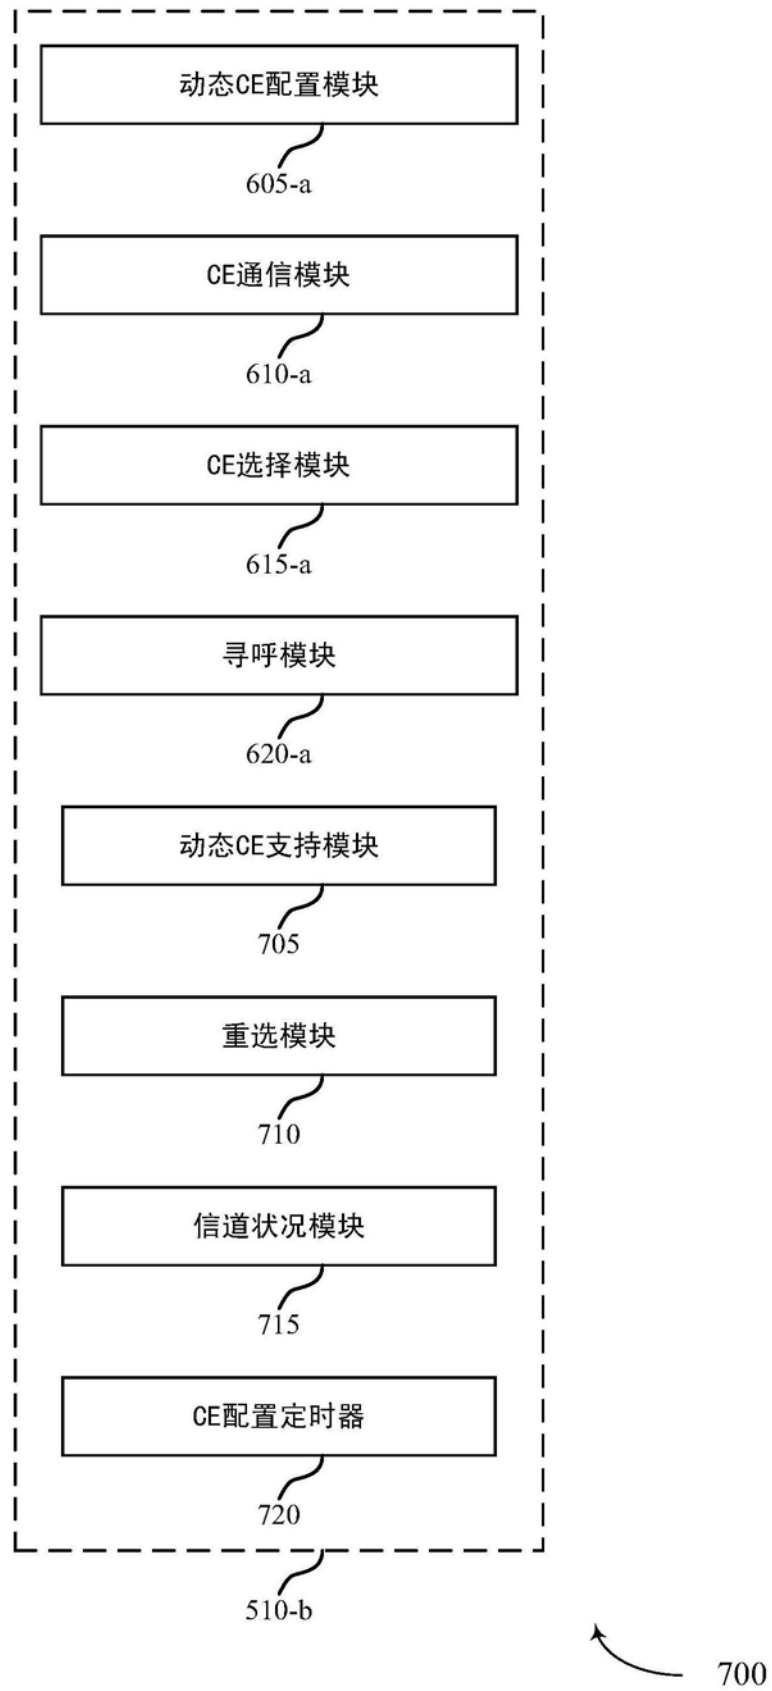 动态CE配置模块
605-a
CE通信模块
610-a
CE选择模块
615-a
寻呼模块
620-a
动态CE支持模块
705
重选模块
710
信道状况模块
715
CE配置定时器
720
510-b
700